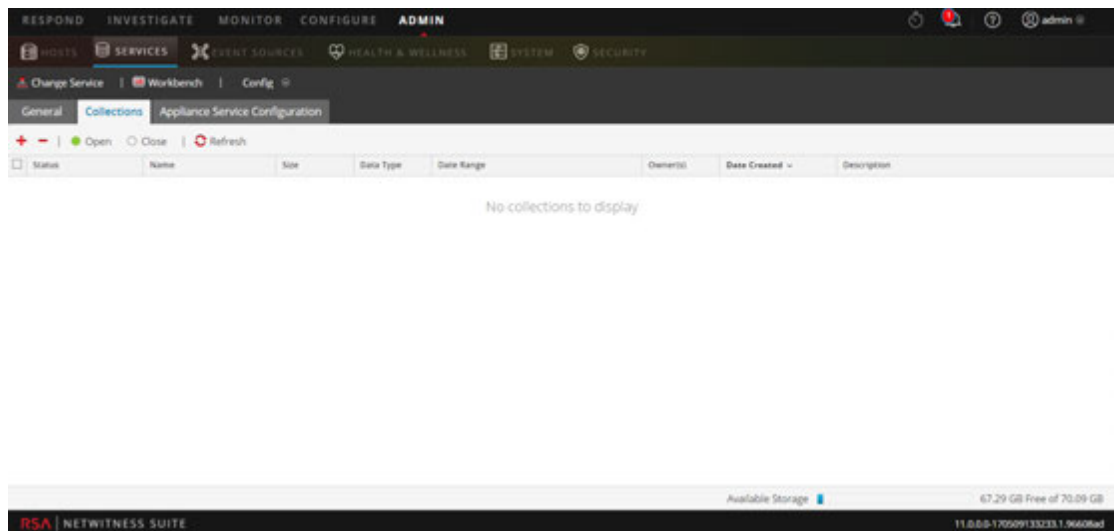 RESPOND INVESTIGATE MONITOR CONFIGURE ADMIN admin
HOSTS SERVICES EVENT SOURCES HEALTH & WELLNESS SYSTEM SECURITY
Change Service | Workbench | Config
General Collections Appliance Service Configuration
Open Close | Refresh
Status Name Size Data Type Date Range Owner(s) Date Created Description
No collections to display
Available Storage 67.29 GB Free of 70.09 GB
RSA | NETWITNESS SUITE